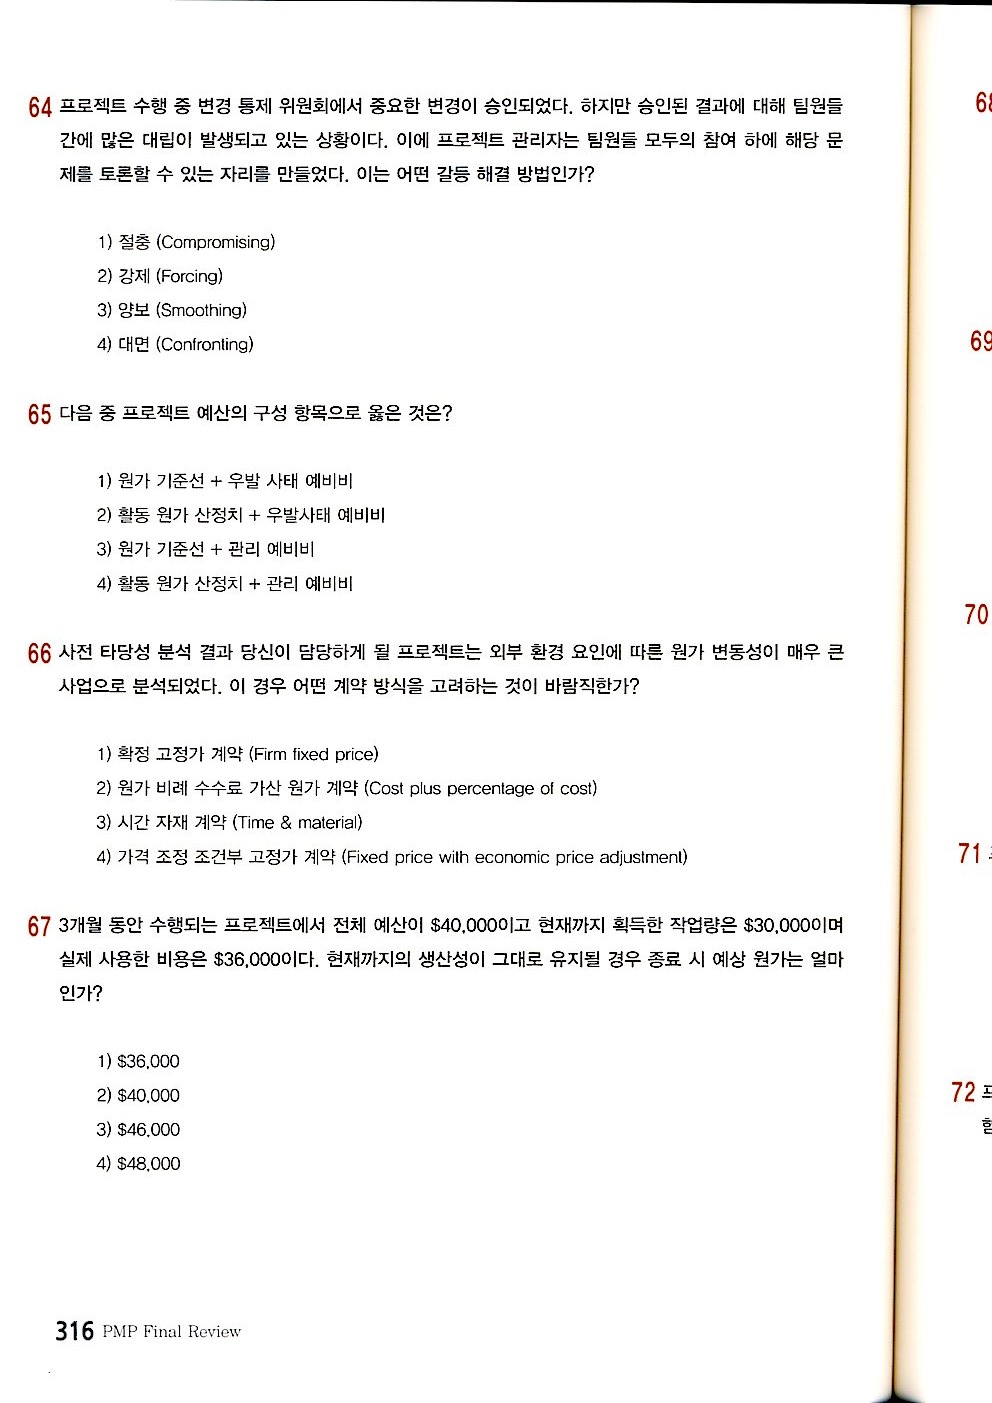 64 프로젝트 수행 중 변경 통제 위원회에서 중요한 변경이 승인되었다. 하지만 승인된 결과에 대해 팀원들
간에 많은 대립이 발생되고 있는 상황이다. 이에 프로젝트 관리자는 팀원들 모두의 참여 하에 해당 문
제를 토론할 수 있는 자리를 만들었다. 이는 어떤 갈등 해결 방법인가?
1) 절충 (Compromising)
2) 강제 (Forcing)
3) 양보 (Smoothing)
4) 대면 (Confronting)
65 다음 중 프로젝트 예산의 구성 항목으로 옳은 것은?
1) 원가 기준선 + 우발 사태 예비비
2) 활동 원가 산정치 + 우발사태 예비비
3) 원가 기준선 + 관리 예비비
4) 활동 원가 산정치 + 관리 예비비
66 사전 타당성 분석 결과 당신이 담당하게 될 프로젝트는 외부 환경 요인에 따른 원가 변동성이 매우 큰
사업으로 분석되었다. 이 경우 어떤 계약 방식을 고려하는 것이 바람직한가?
1) 확정 고정가 계약 (Firm fixed price)
2) 원가 비례 수수료 가산 원가 계약 (Cost plus percentage of cost)
3) 시간 자재 계약 (Time & material)
4) 가격 조정 조건부 고정가 계약 (Fixed price with economic price adjustment)
67 3개월 동안 수행되는 프로젝트에서 전체 예산이 $40,000이고 현재까지 획득한 작업량은 $30,000이며
실제 사용한 비용은 $36,000이다. 현재까지의 생산성이 그대로 유지될 경우 종료 시 예상 원가는 얼마
인가?
1) $36,000
2) $40,000
3) $46,000
4) $48,000
316 PMP Final Review
68
69
70
71
72 프